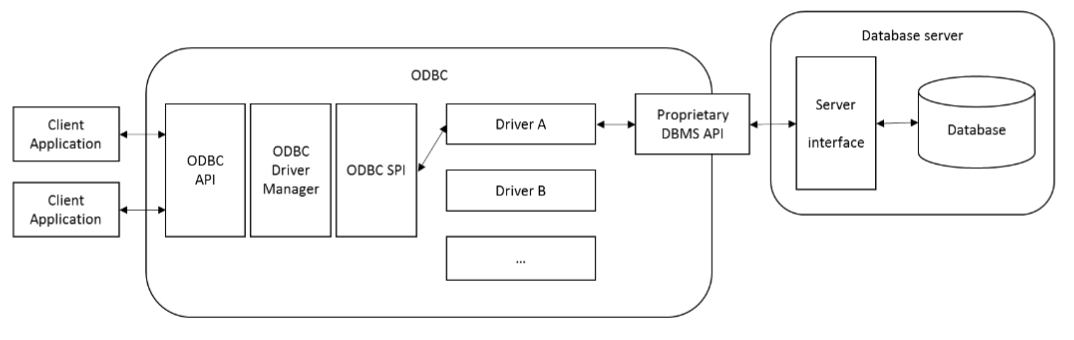 Database server
ODBC
Client
Application
Client
Application
ODBC
API
ODBC
Driver
Manager
ODBC SPI
Driver A
Driver B
...
Proprietary
DBMS API
Server
interface
Database